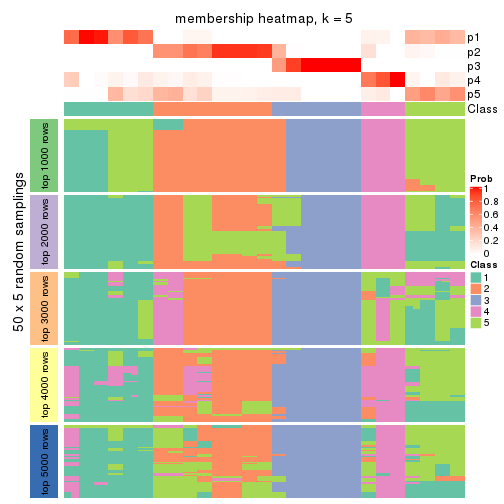 membership heatmap, k = 5
p1
p2
p3
p4
p5
Class
50 x 5 random samplings
top 1000 rows
top 2000 rows
top 3000 rows
top 4000 rows
top 5000 rows
Prob
1
0.8
0.6
0.4
0.2
0
Class
1
2
3
4
5